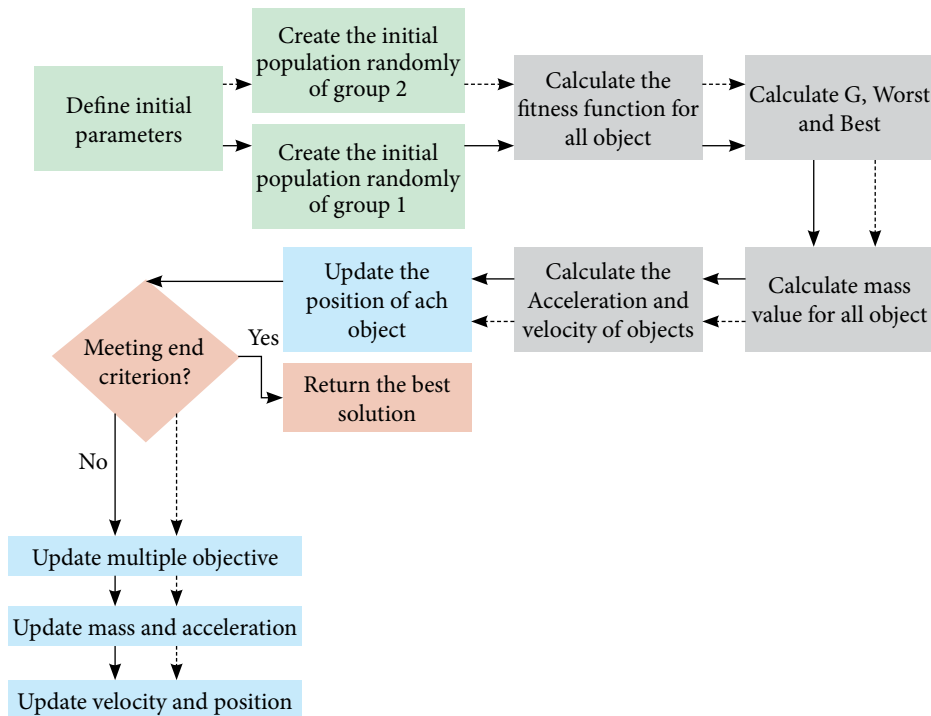 Define initial
parameters
Create the initial
population randomly
of group 2
Create the initial
population randomly
of group 1
Calculate the
fitness function for
all object
Calculate G, Worst
and Best
Calculate mass
value for all object
Calculate the
Acceleration and
velocity of objects
Update the
position of ach
object
Meeting end
criterion?
Yes
Return the best
solution
No
Update multiple objective
Update mass and acceleration
Update velocity and position